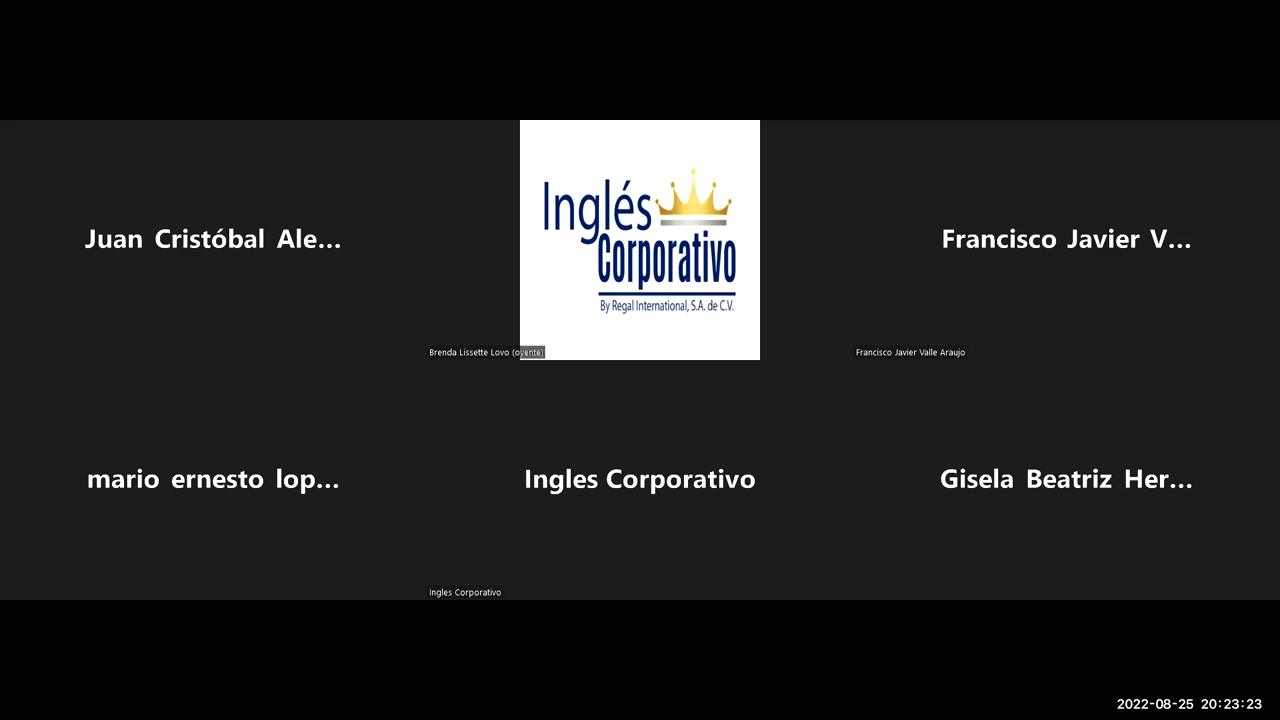 Juan Cristóbal Ale...
Inglés
Corporativo
By Regal International, S.A. de C.V.
Brenda Lissette Lovo (oyente)
Francisco Javier V...
Francisco Javier Valle Araujo
mario ernesto lop...
Ingles Corporativo
Ingles Corporativo
Gisela Beatriz Her...
2022-08-25 20:23:23